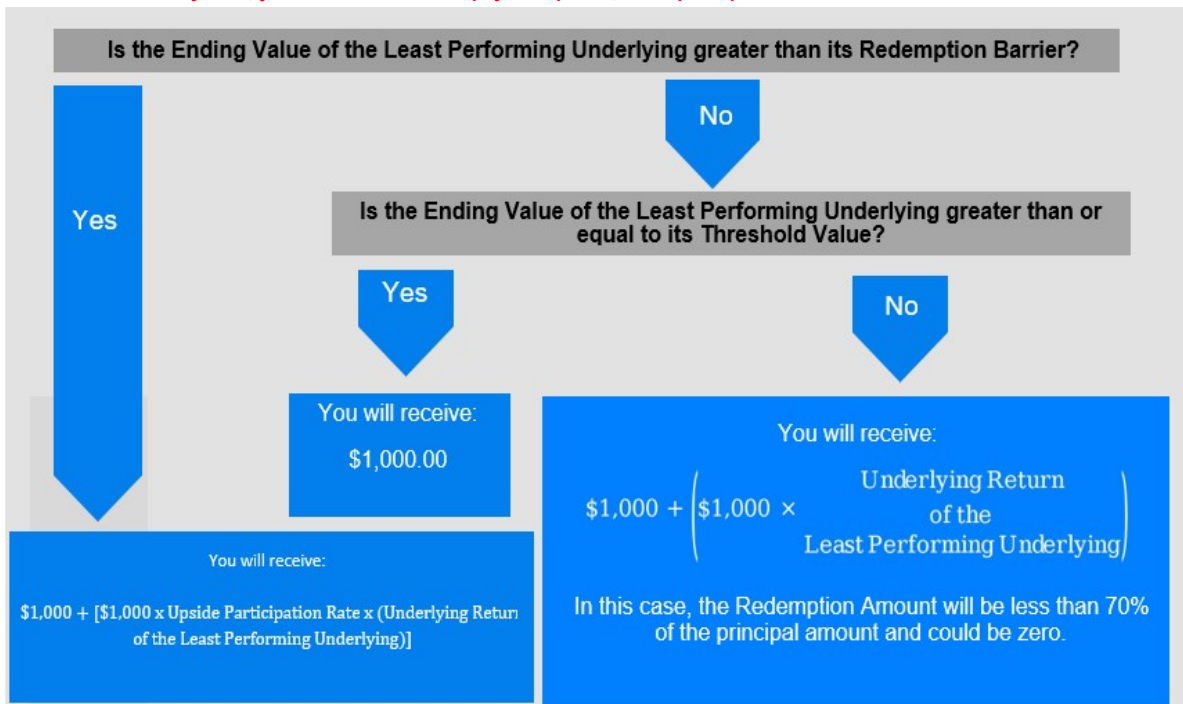 Is the Ending Value of the Least Performing Underlying greater than its Redemption Barrier?
No
Yes
Is the Ending Value of the Least Performing Underlying greater than or
equal to its Threshold Value?
Yes
No
You will receive:
$1,000.00
You will receive:
$1,000 + ($1,000 × Underlying Return
of the
Least Performing Underlying)
In this case, the Redemption Amount will be less than 70%
of the principal amount and could be zero.
You will receive:
$1,000 + [$1,000 x Upside Participation Rate x (Underlying Return
of the Least Performing Underlying)]